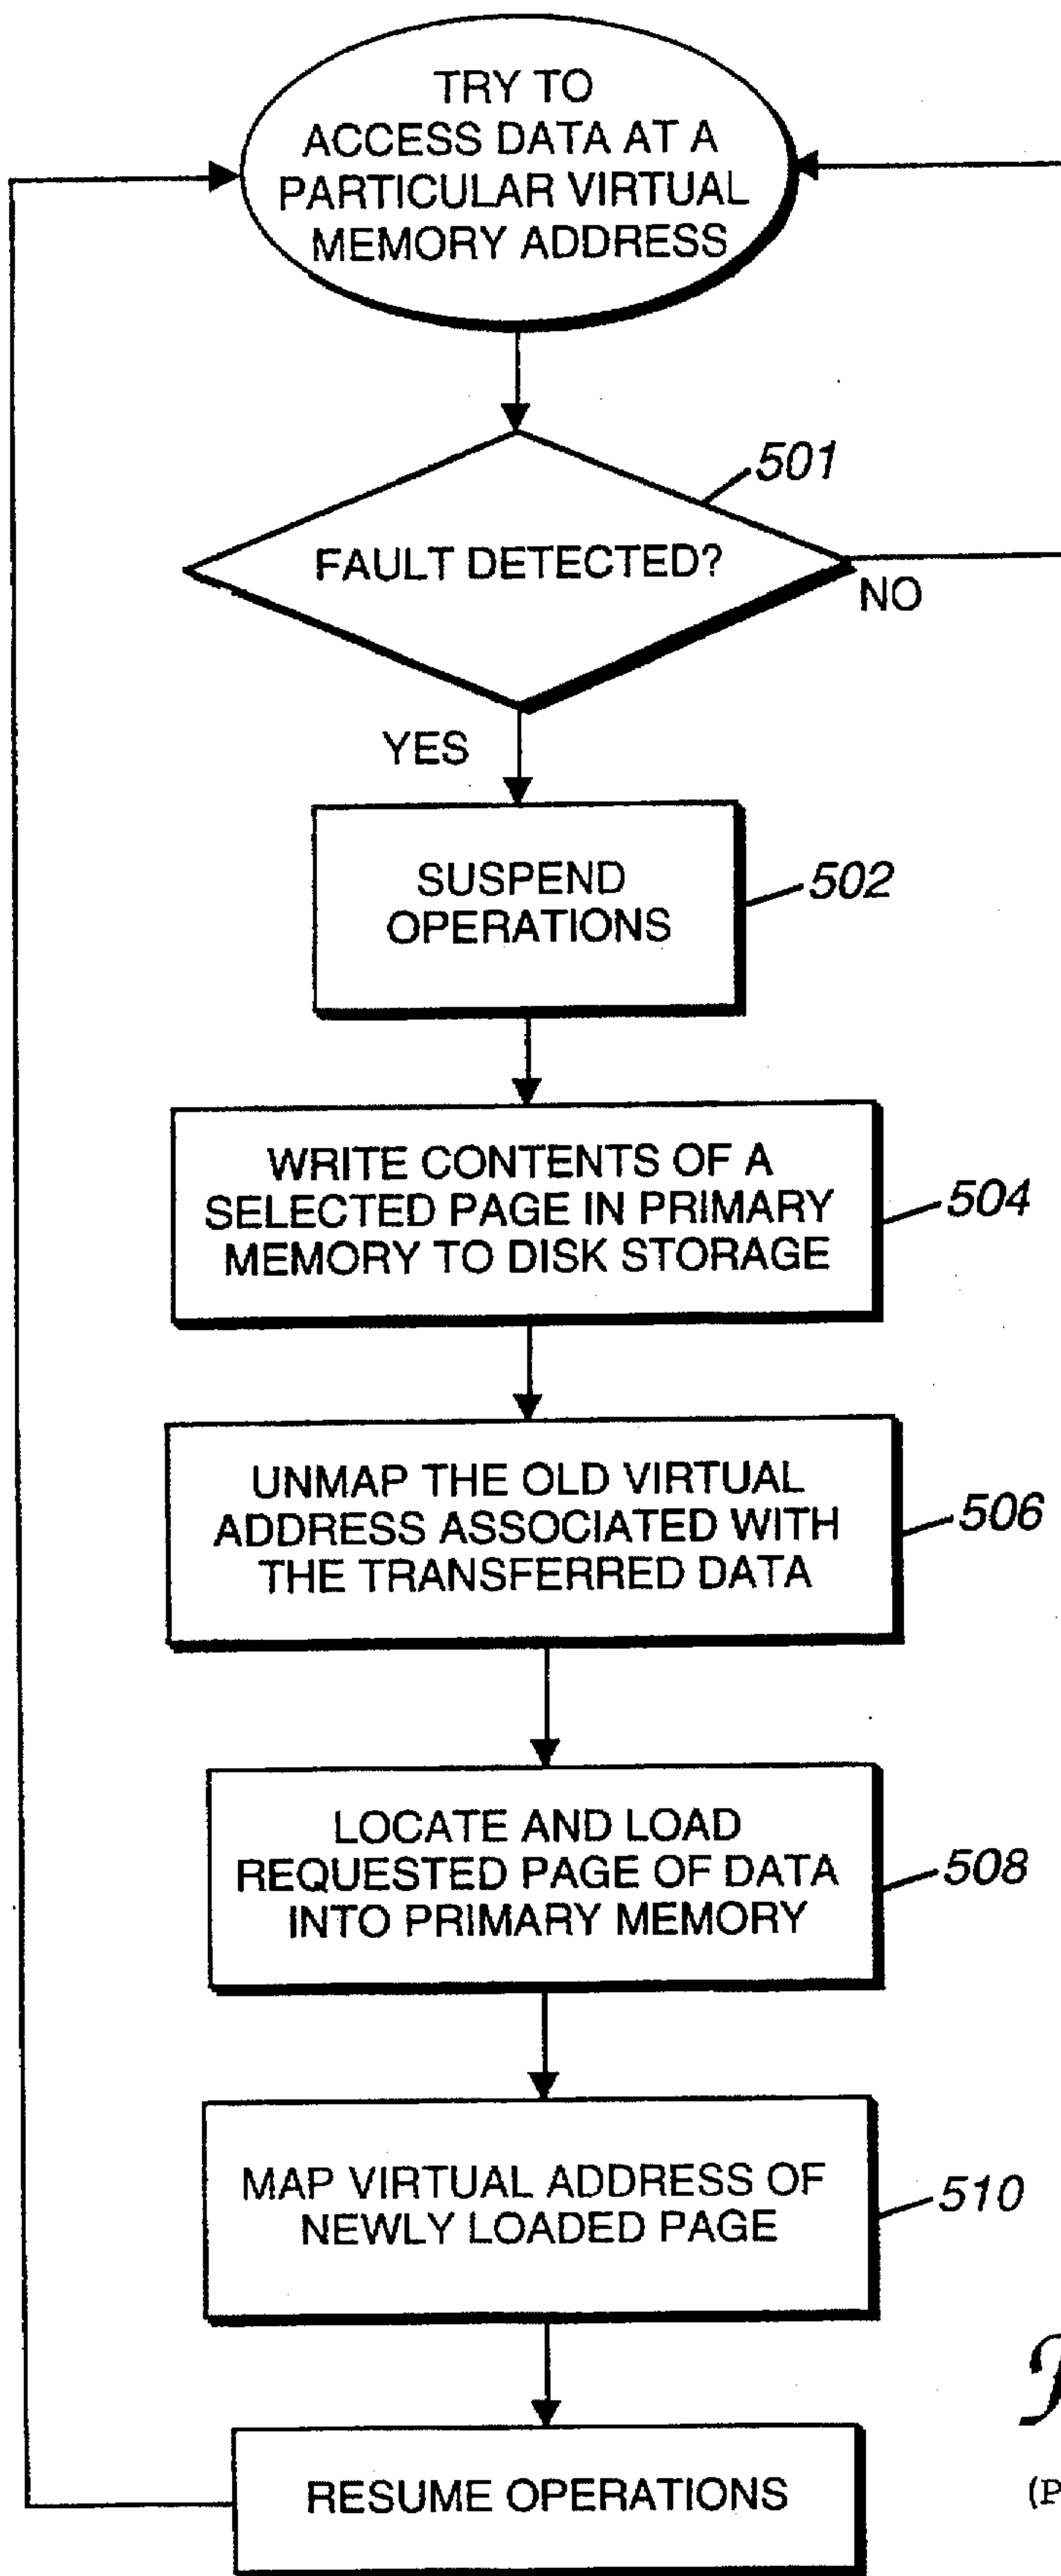 TRY TO
ACCESS DATA AT A
PARTICULAR VIRTUAL
MEMORY ADDRESS
501
FAULT DETECTED?
NO
YES
SUSPEND
OPERATIONS
502
WRITE CONTENTS OF A
SELECTED PAGE IN PRIMARY
MEMORY TO DISK STORAGE
504
UNMAP THE OLD VIRTUAL
ADDRESS ASSOCIATED WITH
THE TRANSFERRED DATA
506
LOCATE AND LOAD
REQUESTED PAGE OF DATA
INTO PRIMARY MEMORY
508
MAP VIRTUAL ADDRESS OF
NEWLY LOADED PAGE
510
RESUME OPERATIONS